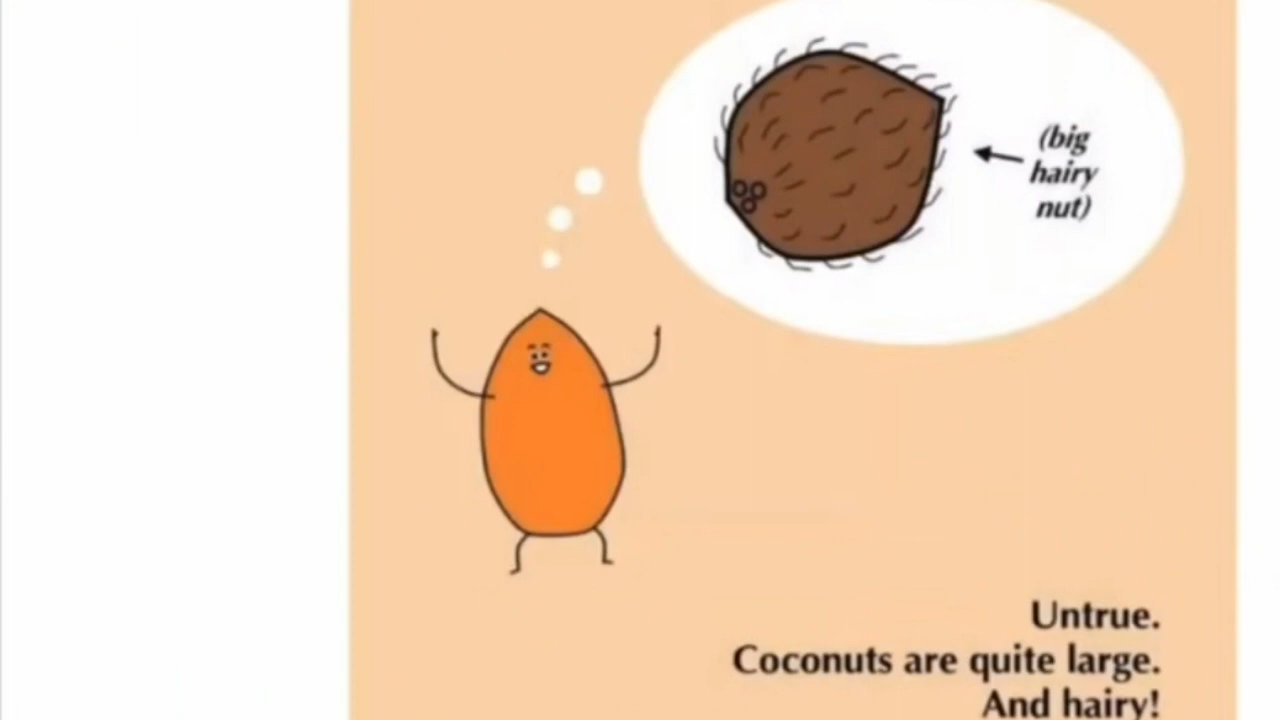 (big
hairy
nut)
Untrue.
Coconuts are quite large.
And hairy!